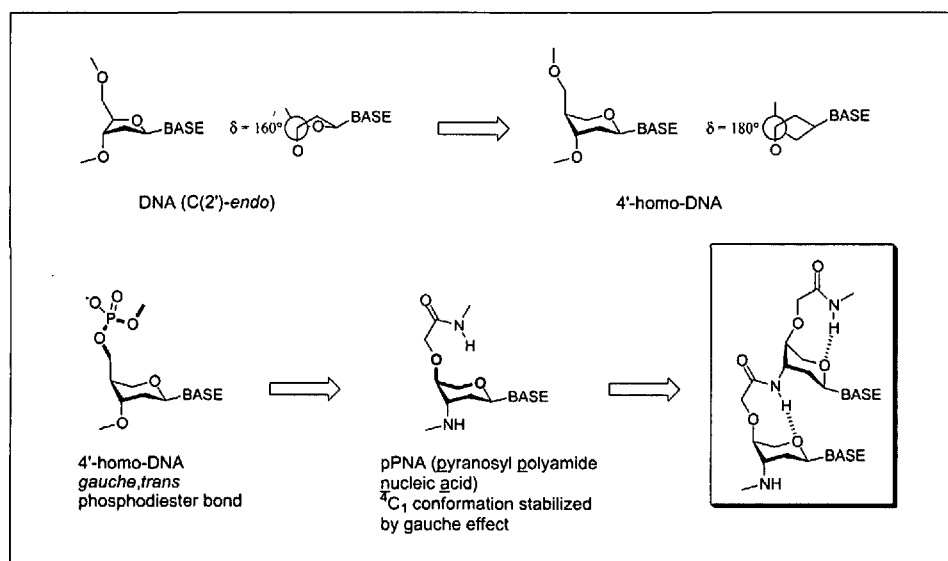 O
O
O
BASE
δ = 160°
O
O
BASE
O
O
O
BASE
δ = 180°
O
BASE
DNA (C(2')-endo)
4'-homo-DNA
-O
O
P
O
O
O
O
BASE
4'-homo-DNA
gauche,trans
phosphodiester bond
O
N
H
O
O
BASE
NH
pPNA (pyranosyl polyamide
nucleic acid)
4C1 conformation stabilized
by gauche effect
O
N
H
O
O
BASE
O
N
H
O
O
BASE
NH